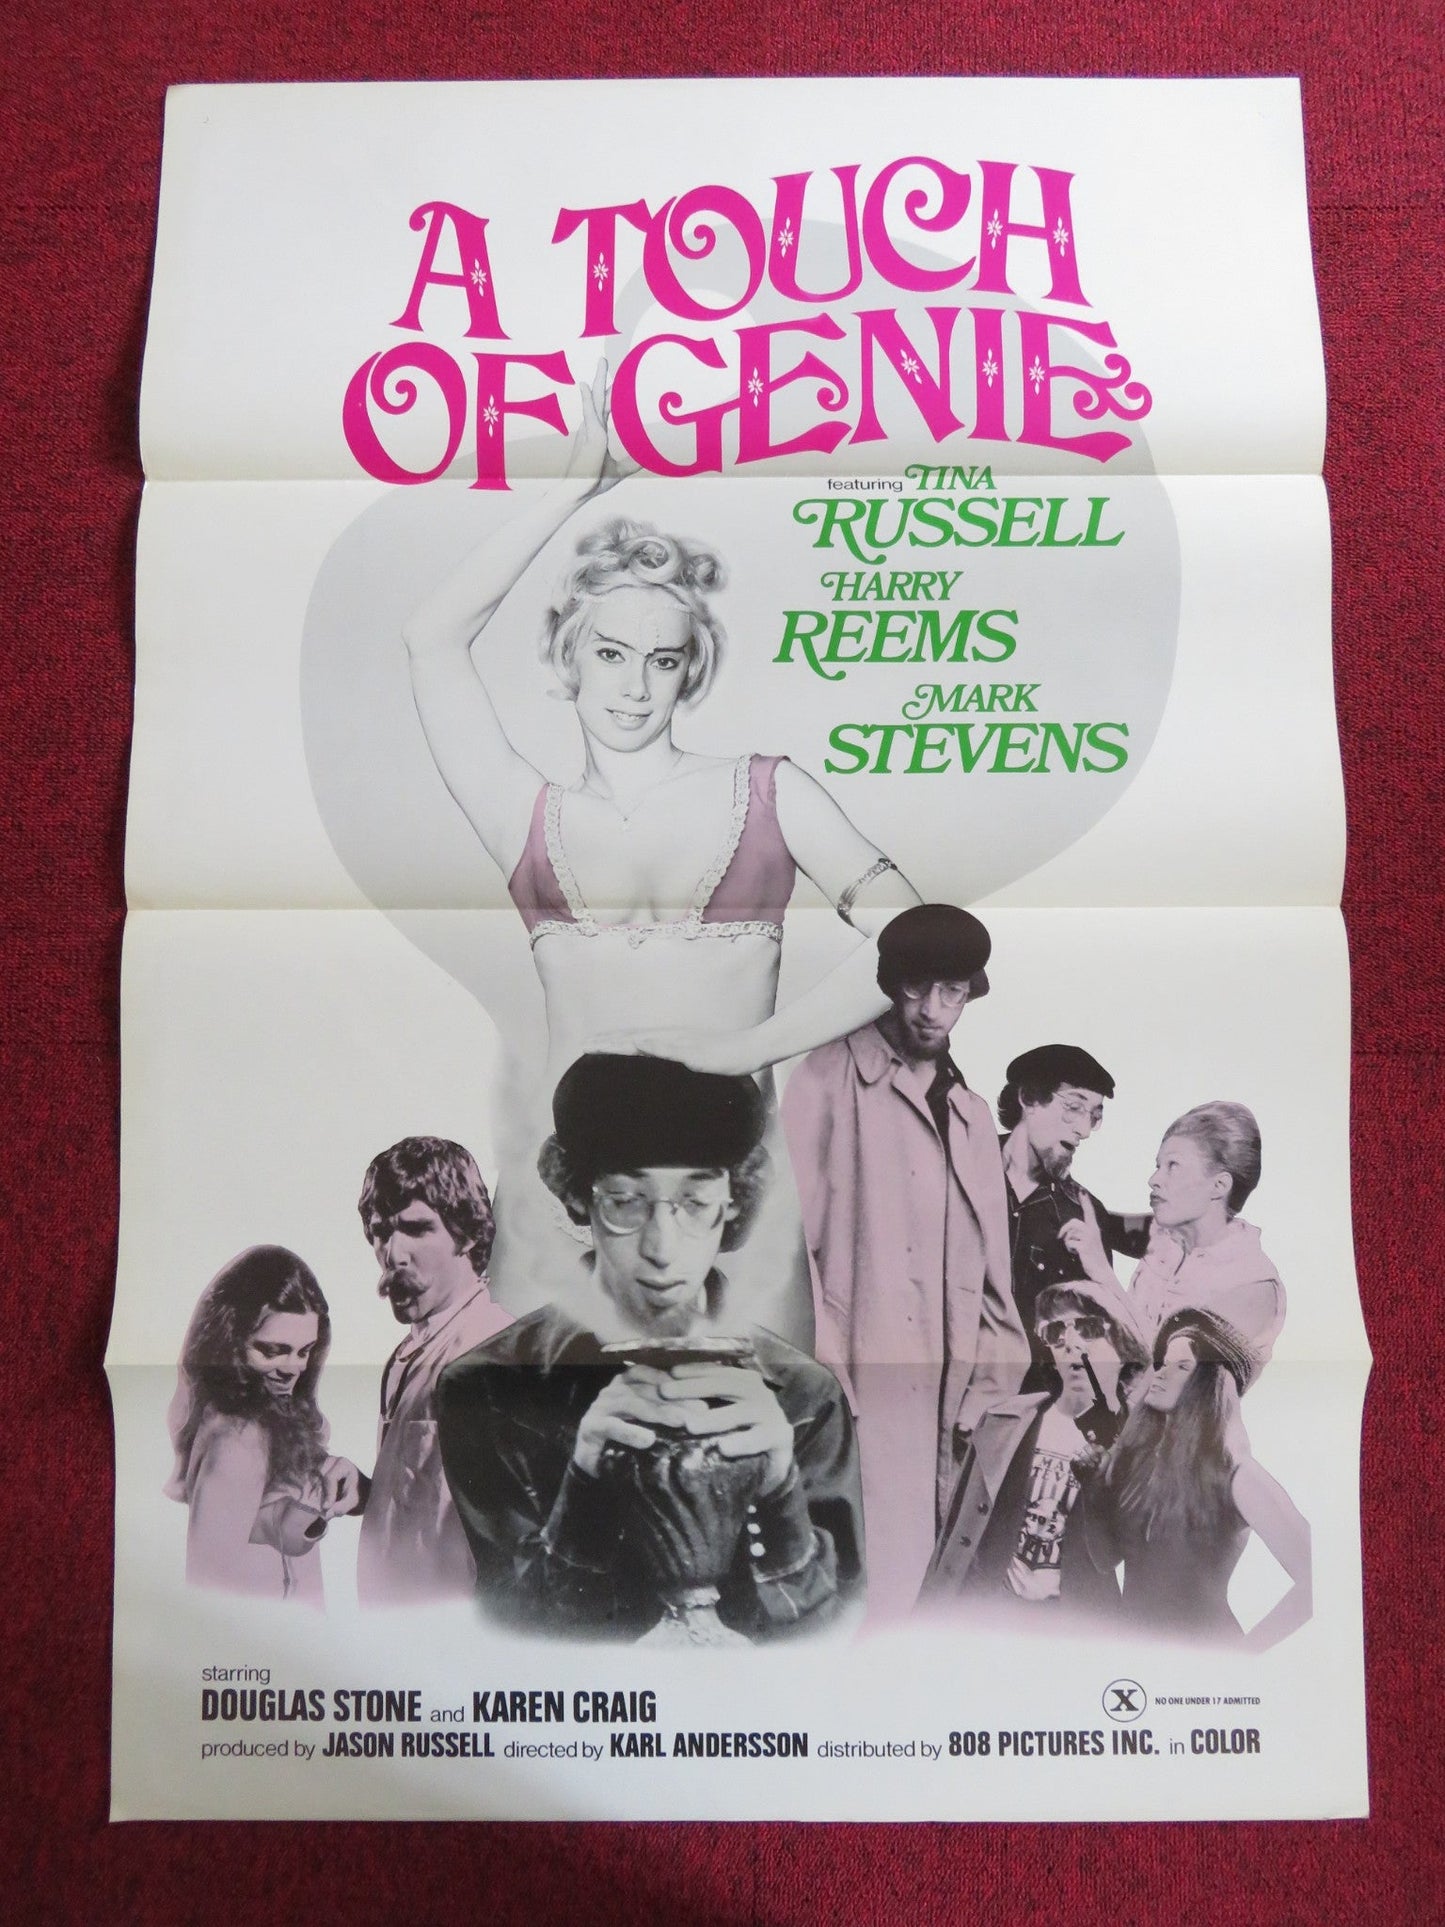 A TOUCH
OF GENIE
featuring TINA
RUSSELL
HARRY
REEMS
MARK
STEVENS
starring
DOUGLAS STONE and KAREN CRAIG
X NO ONE UNDER 17 ADMITTED
produced by JASON RUSSELL directed by KARL ANDERSSON distributed by 808 PICTURES INC. in COLOR